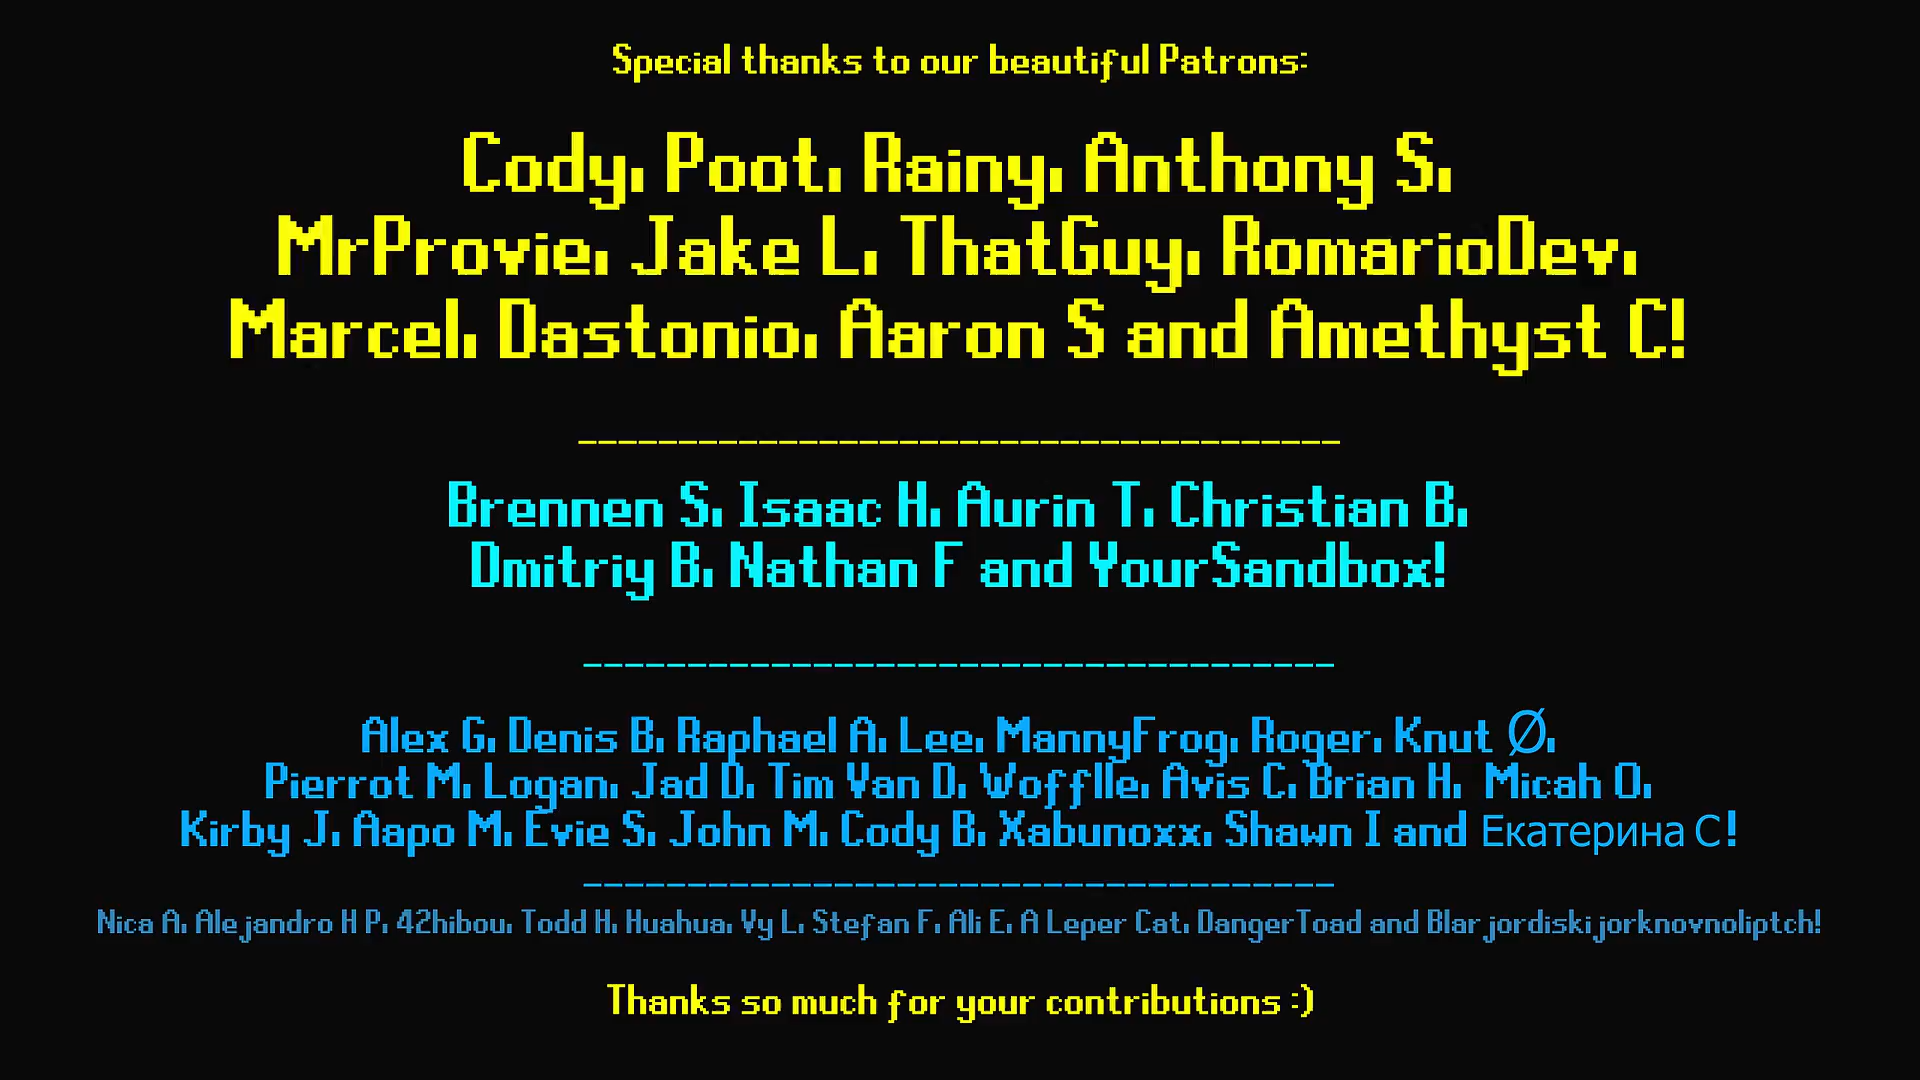 Special thanks to our beautiful Patrons:
Cody, Poot, Rainy, Anthony S,
MrProvie, Jake L, ThatGuy, RomarioDev,
Marcel, Dastonio, Aaron S and Amethyst C!
--------------------------------------
Brennen S, Isaac H, Aurin T, Christian B,
Dmitriy B, Nathan F and YourSandbox!
------------------------------------
Alex G, Denis B, Raphael A, Lee, MannyFrog, Roger, Knut Ø,
Pierrot M, Logan, Jad D, Tim Van D, Wofflle, Avis C, Brian H, Micah O,
Kirby J, Aapo M, Evie S, John M, Cody B, Xabunoxx, Shawn I and Екатерина С!
------------------------------------
Nica A, Alejandro H P, 42hibou, Todd H, Huahua, Vy L, Stefan F, Ali E, A Leper Cat, DangerToad and Blarjordiskijorknovnoliptch!
Thanks so much for your contributions :)